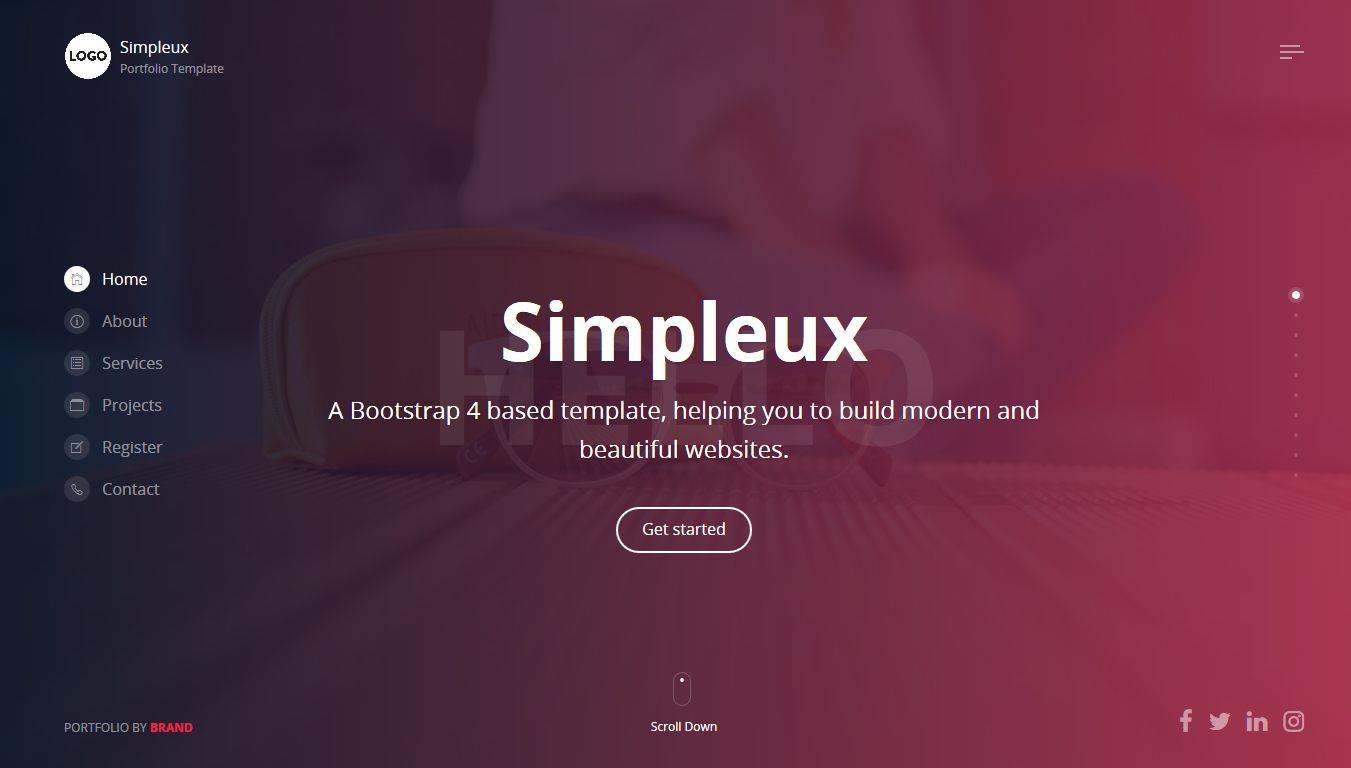 LOGO
Simpleux
Portfolio Template
Home
About
Services
Projects
Register
Contact
HELLO
Simpleux
A Bootstrap 4 based template, helping you to build modern and
beautiful websites.
Get started
Scroll Down
PORTFOLIO BY BRAND